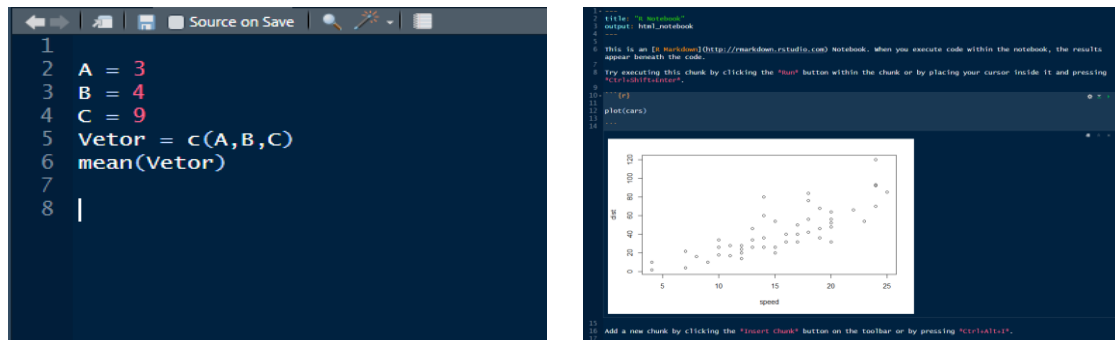 Source on Save
1
2 A = 3
3 B = 4
4 C = 9
5 Vetor = c(A,B,C)
6 mean(Vetor)
7
8
1 ---
2 title: "R Notebook"
3 output: html_notebook
4 ---
5
6 This is an [R Markdown](http://rmarkdown.rstudio.com) Notebook. When you execute code within the notebook, the results
appear beneath the code.
7
8 Try executing this chunk by clicking the *Run* button within the chunk or by placing your cursor inside it and pressing
*Ctrl+Shift+Enter*.
9
10 ```{r}
11
12 plot(cars)
13
14 ```
dist
0 20 40 60 80 100 120
5 10 15 20 25
speed
15
16 Add a new chunk by clicking the *Insert Chunk* button on the toolbar or by pressing *Ctrl+Alt+I*.
17